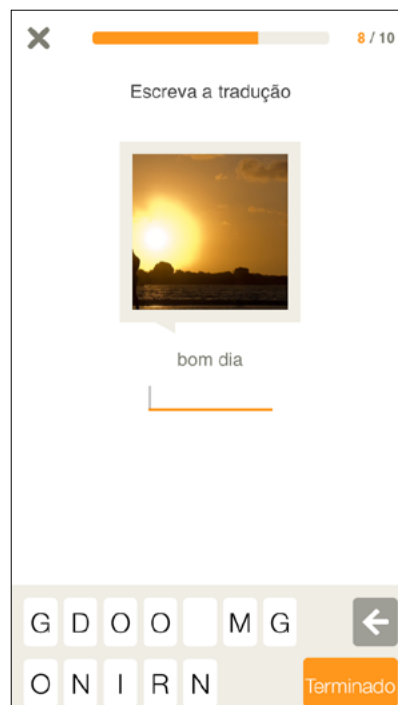 8 / 10
Escreva a tradução
bom dia
G D O O M G
O N I R N
Terminado